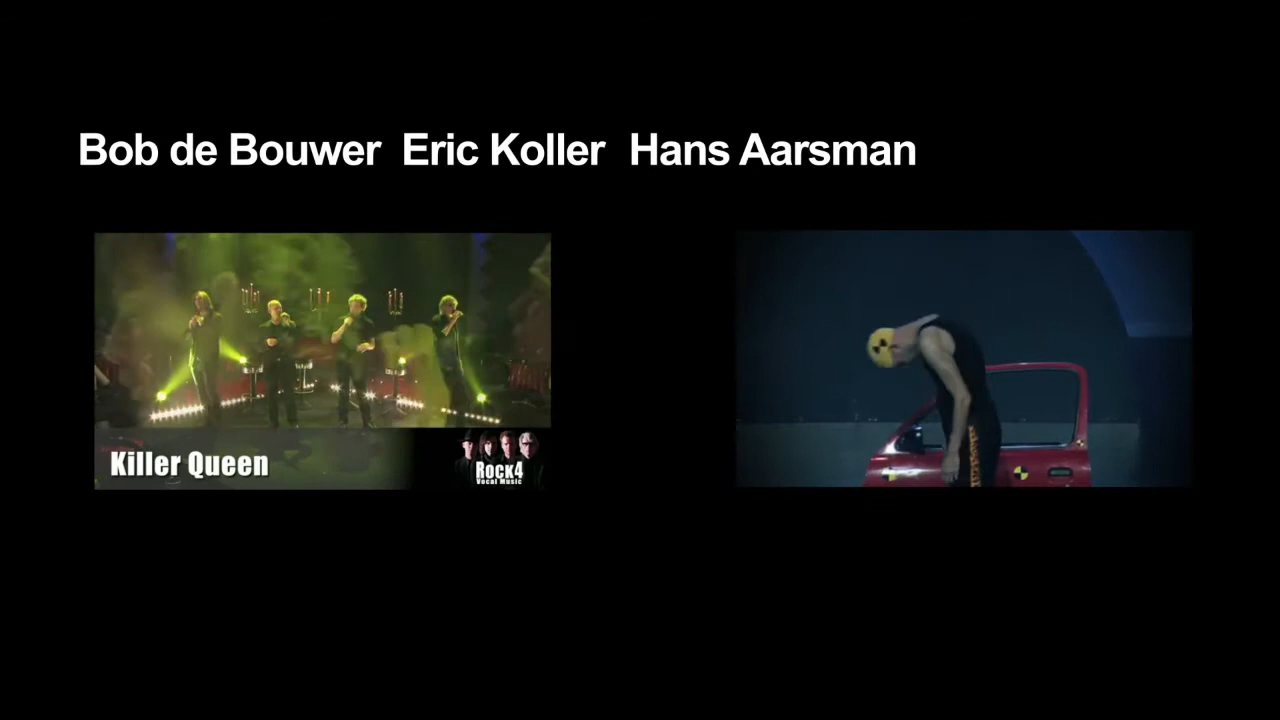 Bob de Bouwer Eric Koller Hans Aarsman
Killer Queen
Rock4
Vocal Music